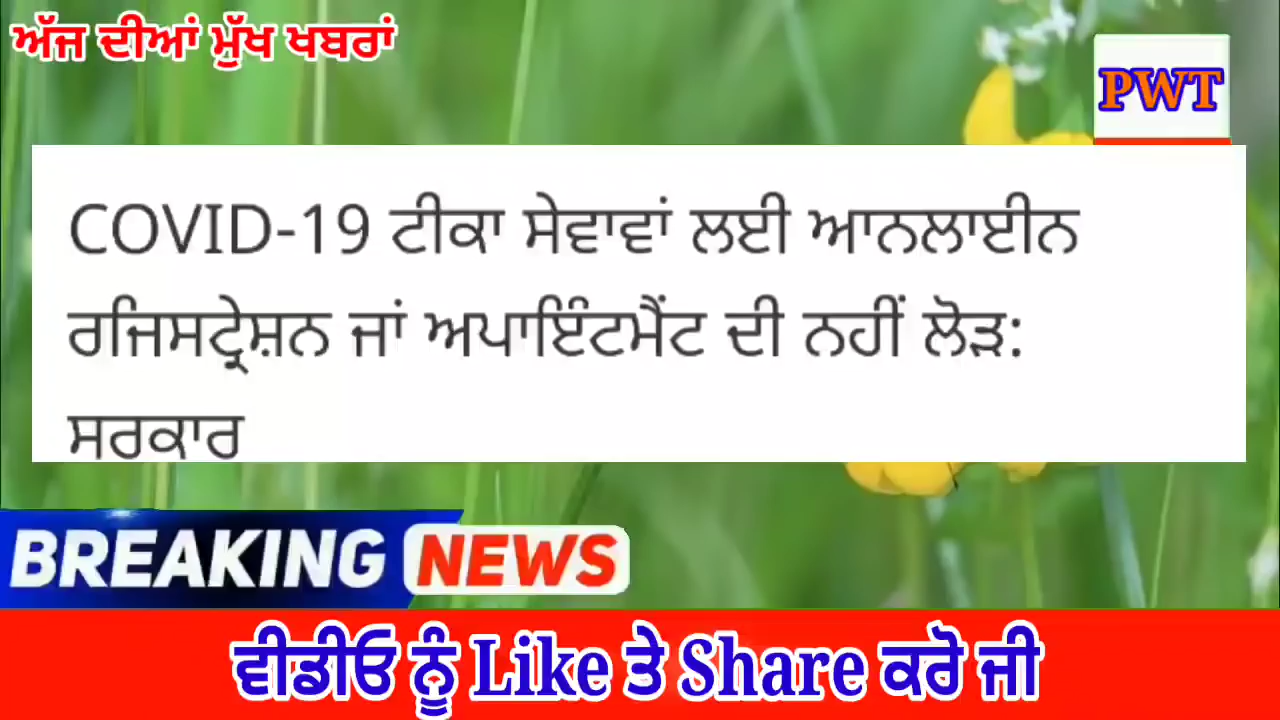 ਅੱਜ ਦੀਆਂ ਮੁੱਖ ਖਬਰਾਂ
PWT
COVID-19 ਟੀਕਾ ਸੇਵਾਵਾਂ ਲਈ ਆਨਲਾਈਨ
ਰਜਿਸਟ੍ਰੇਸ਼ਨ ਜਾਂ ਅਪਾਇੰਟਮੈਂਟ ਦੀ ਨਹੀਂ ਲੋੜ:
ਸਰਕਾਰ
BREAKING NEWS
ਵੀਡੀਓ ਨੂੰ Like ਤੇ Share ਕਰੋ ਜੀ